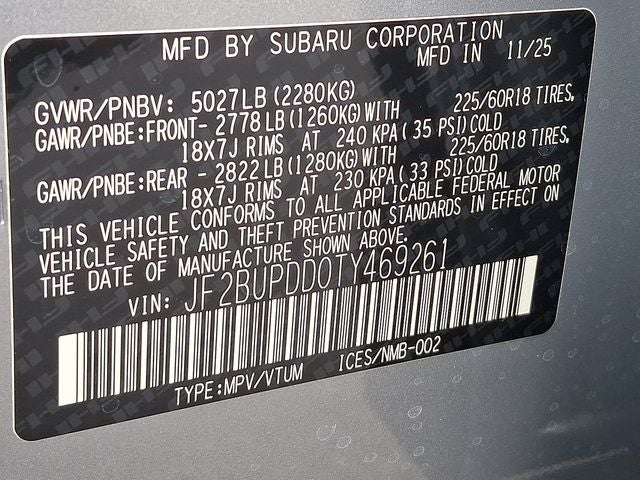 MFD BY SUBARU CORPORATION
MFD IN 11/25
GVWR/PNBV: 5027LB (2280KG)
GAWR/PNBE:FRONT- 2778 LB (1260KG) WITH 225/60R18 TIRES,
18X7J RIMS AT 240 KPA ( 35 PSI) COLD
GAWR/PNBE:REAR - 2822 LB (1280KG) WITH 225/60R18 TIRES,
18X7J RIMS AT 230 KPA ( 33 PSI) COLD
THIS VEHICLE CONFORMS TO ALL APPLICABLE FEDERAL MOTOR
VEHICLE SAFETY AND THEFT PREVENTION STANDARDS IN EFFECT ON
THE DATE OF MANUFACTURE SHOWN ABOVE.
VIN: JF2BUPDD0TY469261
TYPE:MPV/VTUM ICES/NMB-002